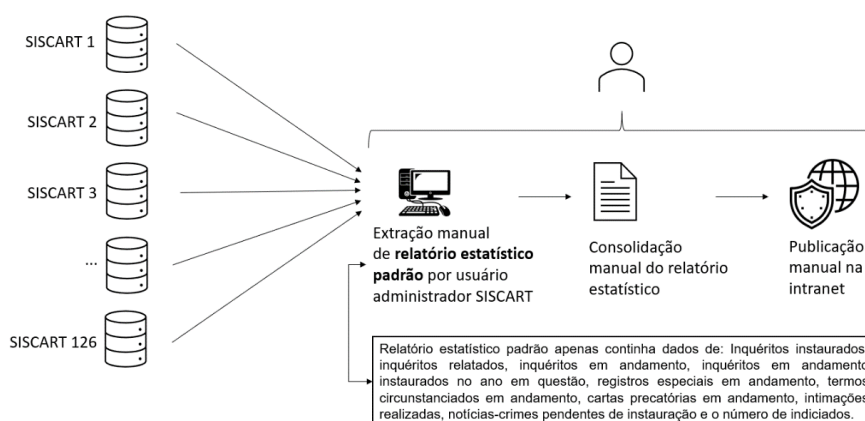 SISCART 1
SISCART 2
SISCART 3
...
SISCART 126
Extração manual
de relatório estatístico
padrão por usuário
administrador SISCART
Consolidação
manual do relatório
estatístico
Publicação
manual na
intranet
Relatório estatístico padrão apenas continha dados de: Inquéritos instaurados,
inquéritos relatados, inquéritos em andamento, inquéritos em andamento
instaurados no ano em questão, registros especiais em andamento, termos
circunstanciados em andamento, cartas precatórias em andamento, intimações
realizadas, notícias-crimes pendentes de instauração e o número de indiciados.